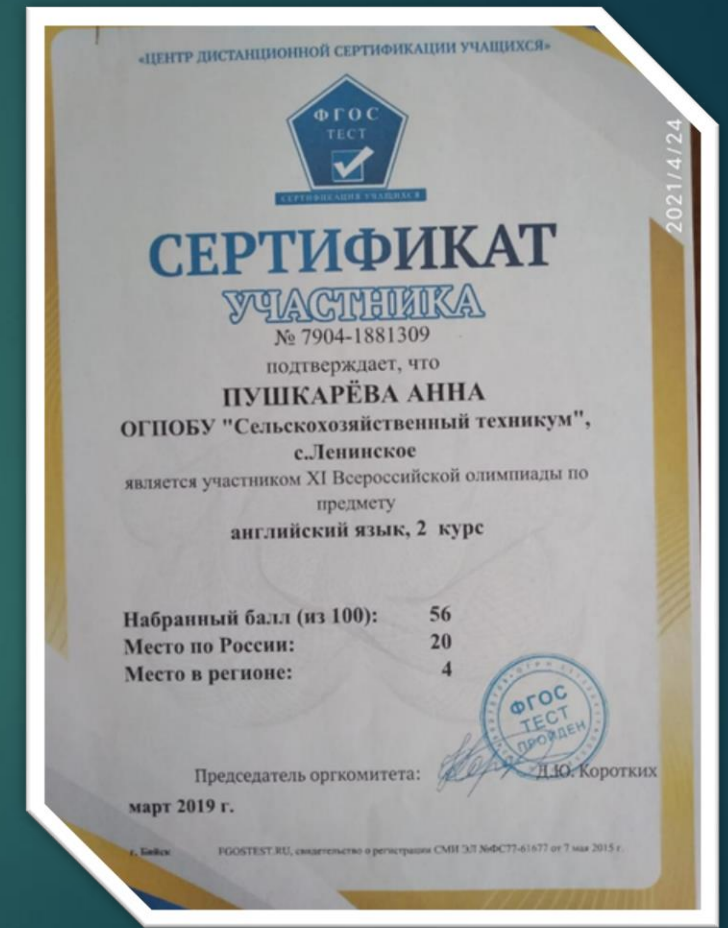 «ЦЕНТР ДИСТАНЦИОННОЙ СЕРТИФИКАЦИИ УЧАЩИХСЯ»
ФГОС
ТЕСТ
СЕРТИФИКАЦИЯ УЧАЩИХСЯ
2021/4/24
СЕРТИФИКАТ
УЧАСТНИКА
№ 7904-1881309
подтверждает, что
ПУШКАРЁВА АННА
ОГПОБУ "Сельскохозяйственный техникум",
с.Ленинское
является участником XI Всероссийской олимпиады по
предмету
английский язык, 2 курс
Набранный балл (из 100): 56
Место по России: 20
Место в регионе: 4
ФГОС
ТЕСТ
ПРОЙДЕН
Председатель оргкомитета: Д.Ю. Коротких
март 2019 г.
г. Бийск FGOSTEST.RU, свидетельство о регистрации СМИ ЭЛ №ФС77-61677 от 7 мая 2015 г.